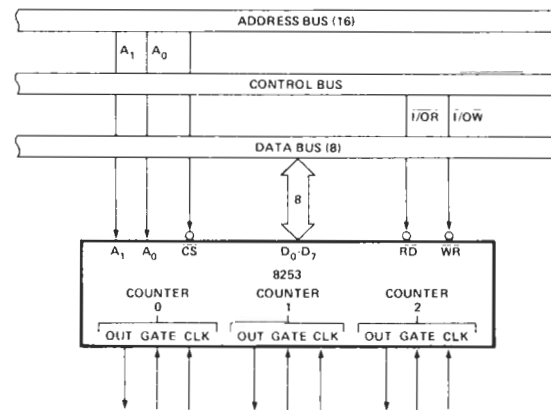 ADDRESS BUS (16)
A1 A0
CONTROL BUS
I/OR I/OW
DATA BUS (8)
8
A1 A0 CS D0-D7 RD WR
8253
COUNTER COUNTER COUNTER
0 1 2
OUT GATE CLK OUT GATE CLK OUT GATE CLK